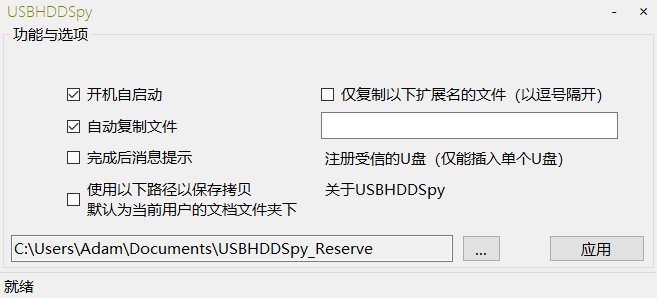 USBHDDSpy
功能与选项
开机自启动
仅复制以下扩展名的文件（以逗号隔开）
自动复制文件
完成后消息提示
注册受信的U盘（仅能插入单个U盘）
使用以下路径以保存拷贝
默认为当前用户的文档文件夹下
关于USBHDDSpy
C:\Users\Adam\Documents\USBHDDSpy_Reserve
...
应用
就绪